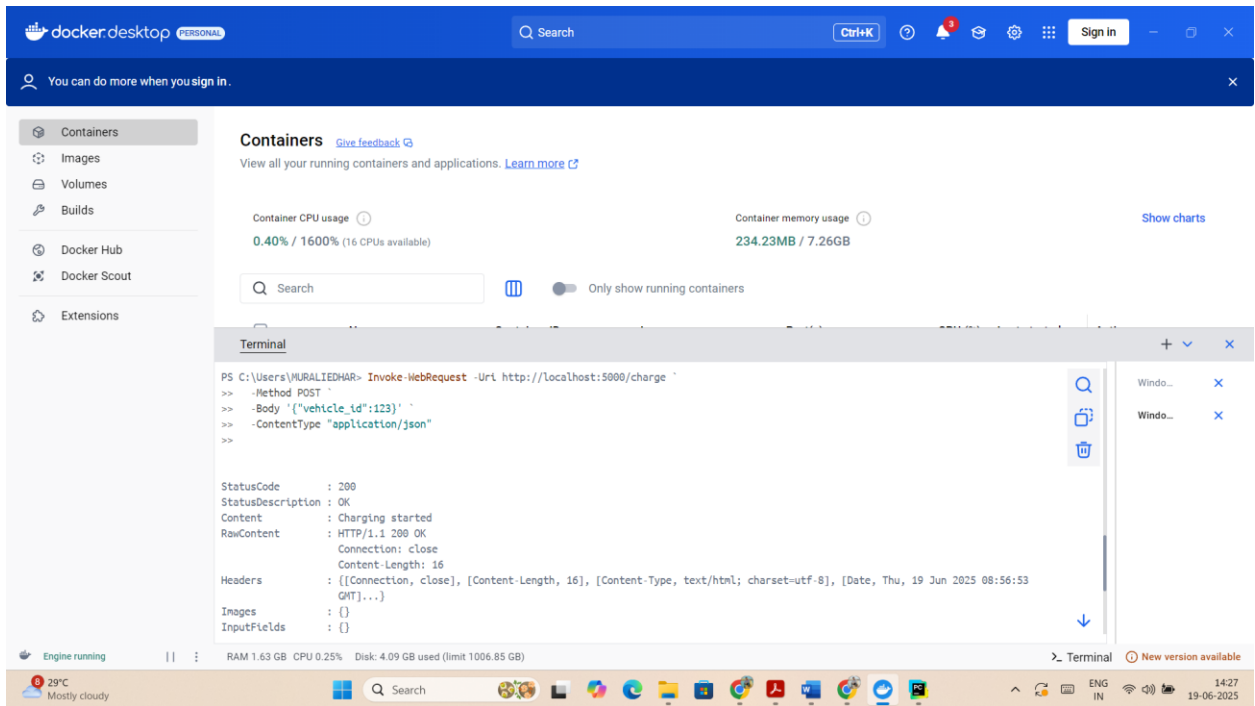 docker.desktop PERSONAL
Search
Ctrl+K
3
Sign in
You can do more when you sign in.
Containers
Images
Volumes
Builds
Docker Hub
Docker Scout
Extensions
Containers Give feedback
View all your running containers and applications. Learn more
Container CPU usage
0.40% / 1600% (16 CPUs available)
Container memory usage
234.23MB / 7.26GB
Show charts
Search
Only show running containers
Terminal
PS C:\Users\MURALIEDHAR> Invoke-WebRequest -Uri http://localhost:5000/charge `
>> -Method POST `
>> -Body '{"vehicle_id":123}' `
>> -ContentType "application/json"
>>
StatusCode : 200
StatusDescription : OK
Content : Charging started
RawContent : HTTP/1.1 200 OK
Connection: close
Content-Length: 16
Headers : {[Connection, close], [Content-Length, 16], [Content-Type, text/html; charset=utf-8], [Date, Thu, 19 Jun 2025 08:56:53
GMT]...}
Images : {}
InputFields : {}
Windo...
Windo...
Engine running
RAM 1.63 GB CPU 0.25% Disk: 4.09 GB used (limit 1006.85 GB)
Terminal
New version available
8
29°C
Mostly cloudy
Search
ENG
IN
14:27
19-06-2025